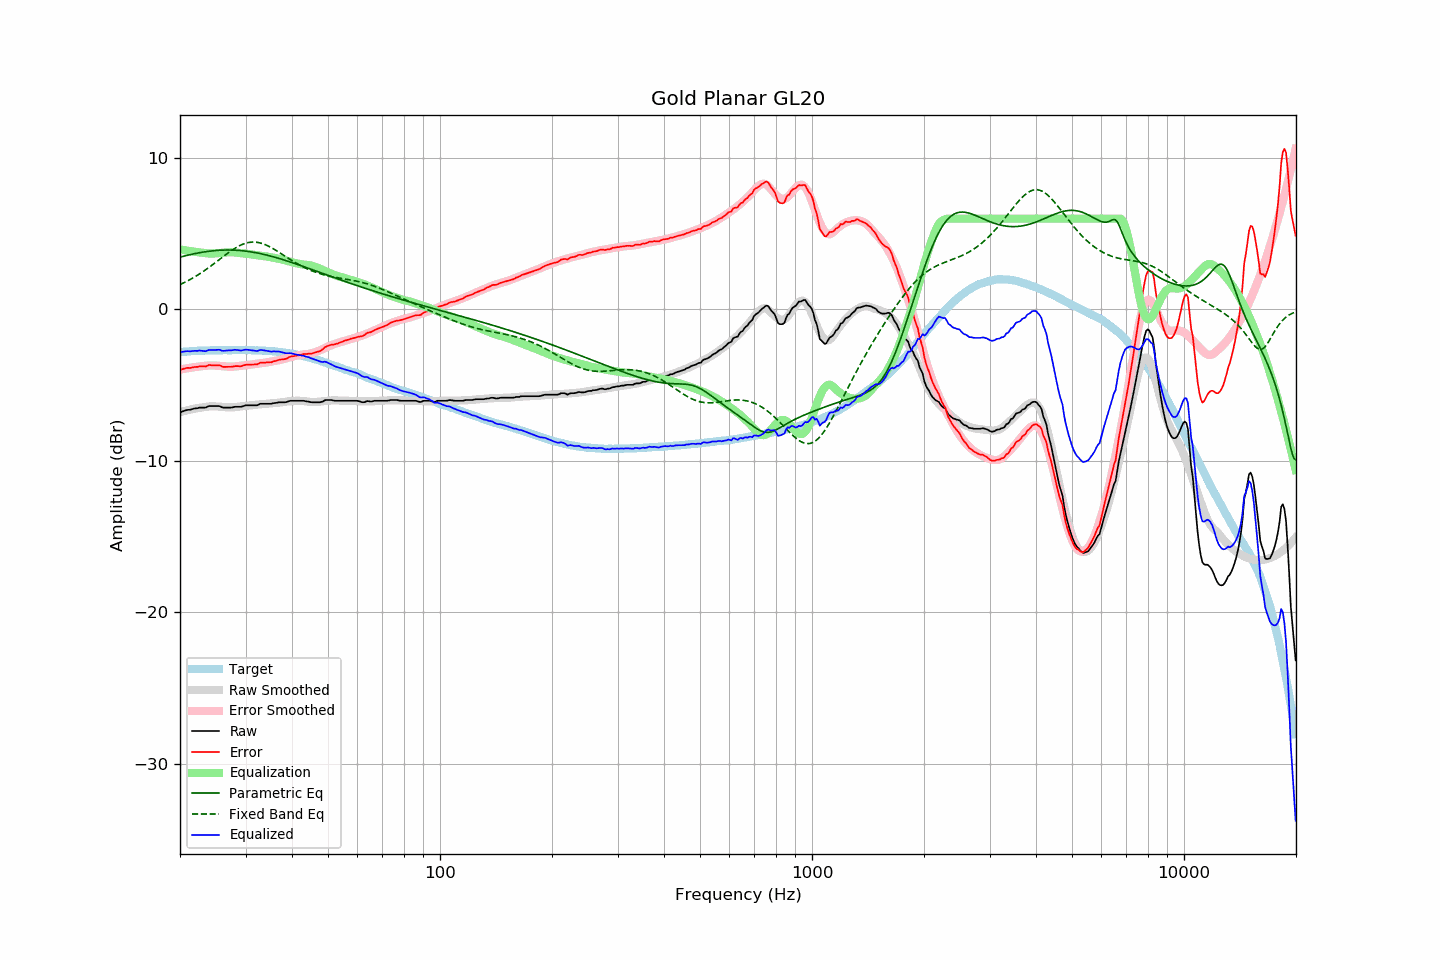 Gold Planar GL20
10
0
−10
−20
−30
Amplitude (dBr)
Target
Raw Smoothed
Error Smoothed
Raw
Error
Equalization
Parametric Eq
Fixed Band Eq
Equalized
100
1000
10000
Frequency (Hz)